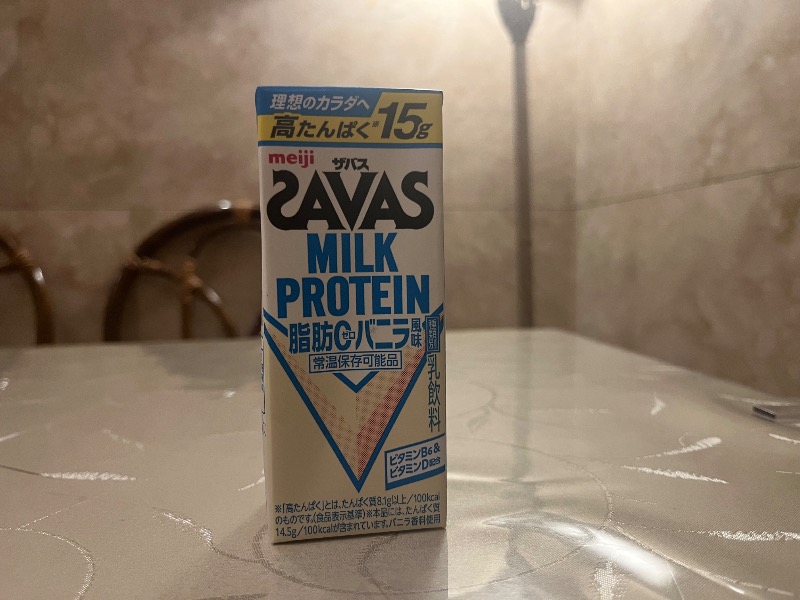 理想のカラダへ
高たんぱく※15g
meiji
ザバス
SAVAS
MILK
PROTEIN
脂肪0ゼロバニラ風味
常温保存可能品
種類別
乳飲料
ビタミンB6&
ビタミンD配合
※「高たんぱく」とは、たんぱく質8.1g以上/100kcal
のものです。(食品表示基準)※本品には、たんぱく質
14.5g/100kcalが含まれています。バニラ香料使用